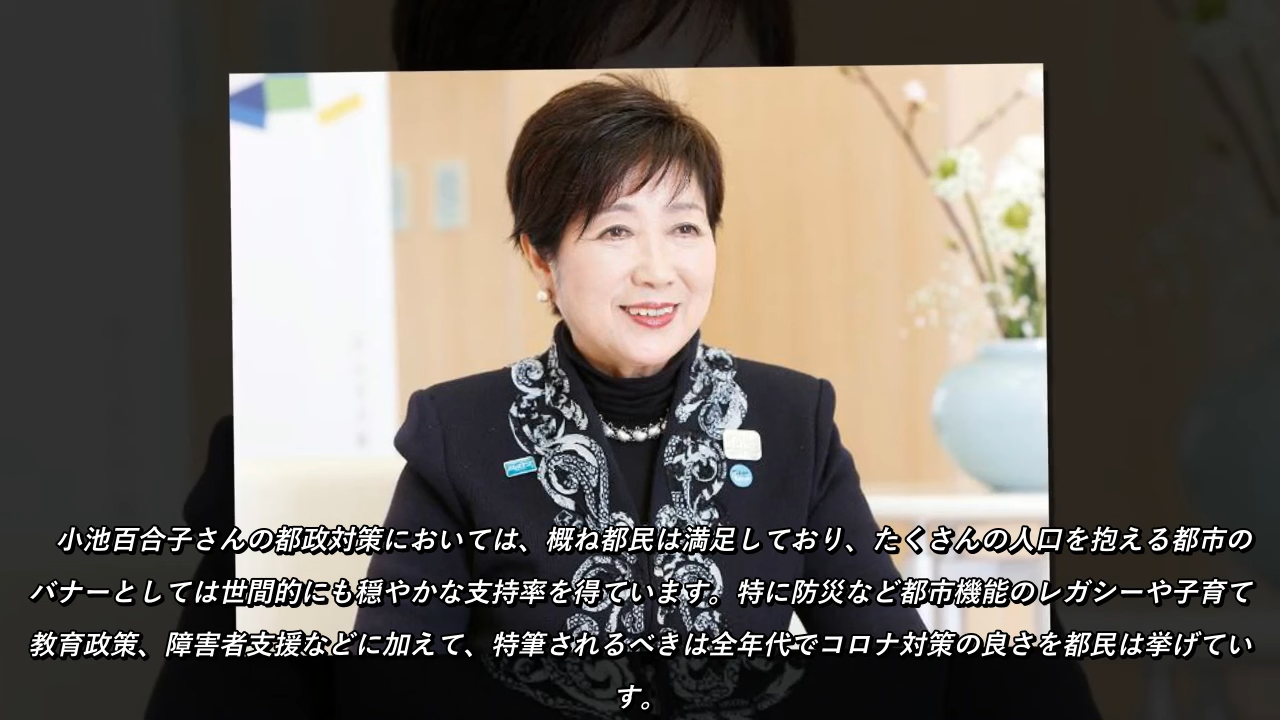 小池百合子さんの都政対策においては、概ね都民は満足しており、たくさんの人口を抱える都市の
バナーとしては世間的にも穏やかな支持率を得ています。特に防災など都市機能のレガシーや子育て
教育政策、障害者支援などに加えて、特筆されるべきは全年代でコロナ対策の良さを都民は挙げてい
す。